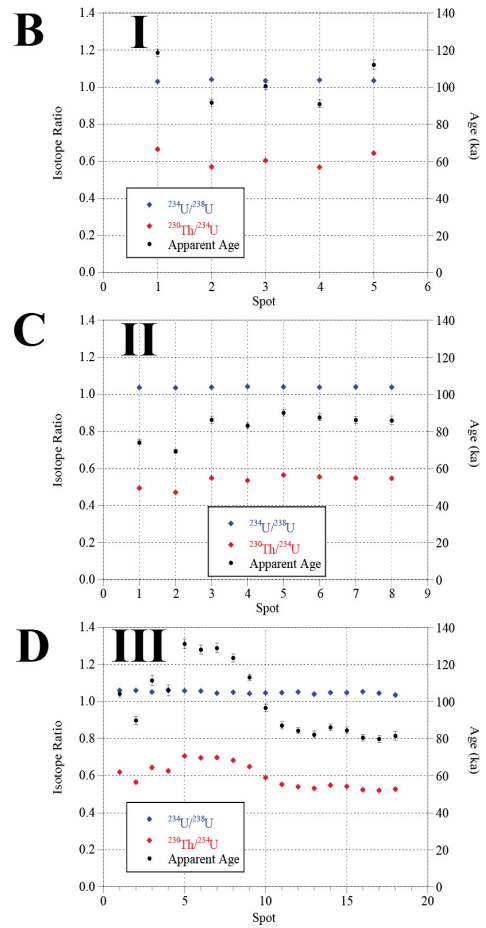 B
I
1.4
1.2
1.0
0.8
0.6
0.4
0.2
0.0
Isotope Ratio
140
120
100
80
60
40
20
0
Age (ka)
²³⁴U/²³⁸U
²³⁰Th/²³⁴U
Apparent Age
0 1 2 3 4 5 6
Spot
C
II
1.4
1.2
1.0
0.8
0.6
0.4
0.2
0.0
Isotope Ratio
140
120
100
80
60
40
20
0
Age (ka)
²³⁴U/²³⁸U
²³⁰Th/²³⁴U
Apparent Age
0 1 2 3 4 5 6 7 8 9
Spot
D
III
1.4
1.2
1.0
0.8
0.6
0.4
0.2
0.0
Isotope Ratio
140
120
100
80
60
40
20
0
Age (ka)
²³⁴U/²³⁸U
²³⁰Th/²³⁴U
Apparent Age
0 5 10 15 20
Spot